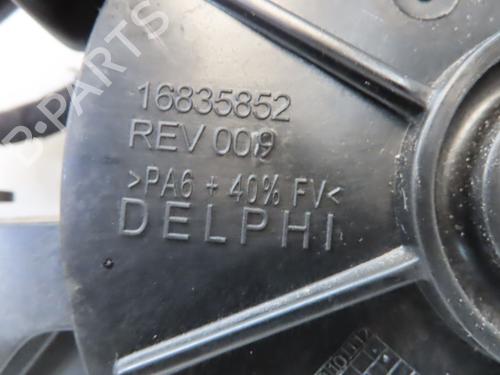 B-PARTS
16835852
REV 009
>PA6 + 40% FV<
DELPHI